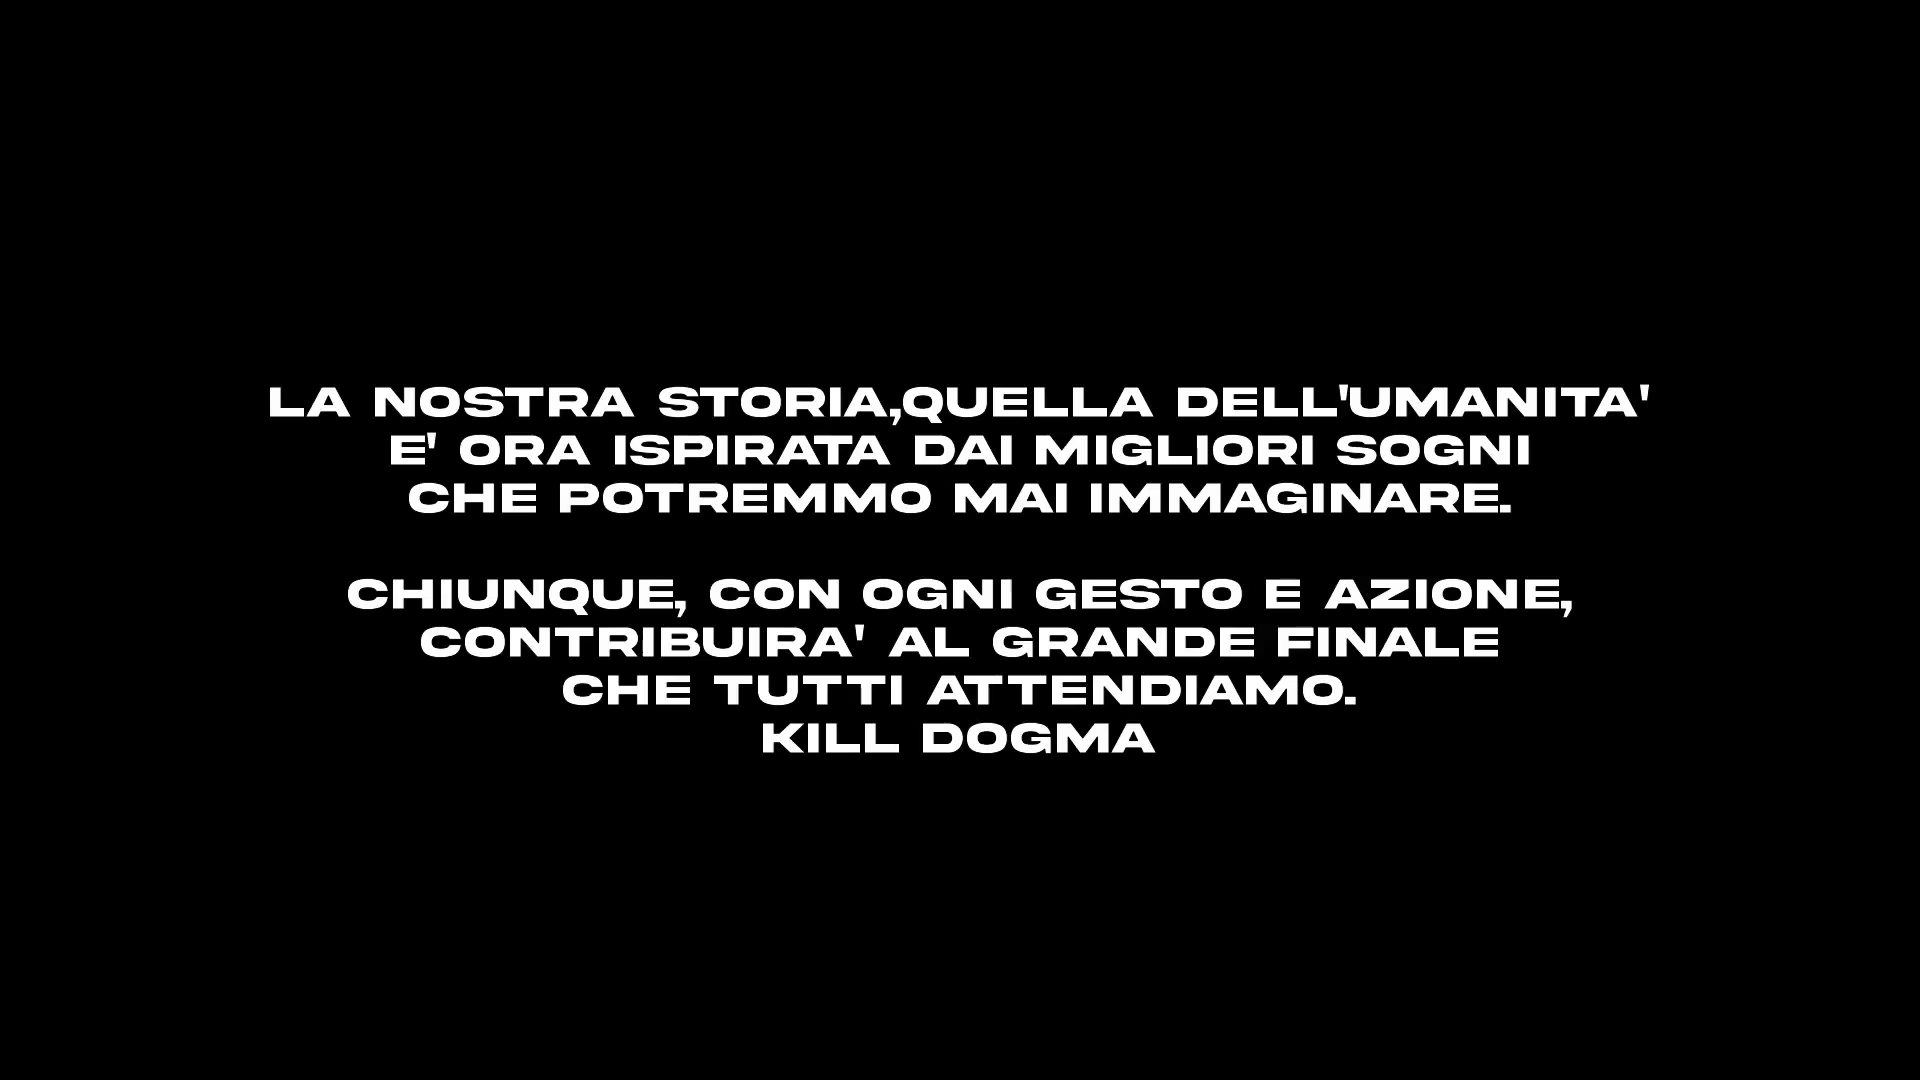 LA NOSTRA STORIA,QUELLA DELL'UMANITA'
E' ORA ISPIRATA DAI MIGLIORI SOGNI
CHE POTREMMO MAI IMMAGINARE.
CHIUNQUE, CON OGNI GESTO E AZIONE,
CONTRIBUIRA' AL GRANDE FINALE
CHE TUTTI ATTENDIAMO.
KILL DOGMA